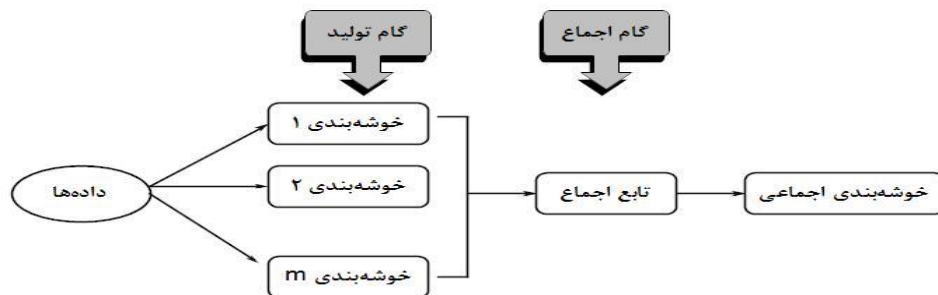 گام تولید
گام اجماع
خوشه‌بندی ۱
داده‌ها
خوشه‌بندی ۲
تابع اجماع
خوشه‌بندی اجماعی
خوشه‌بندی m